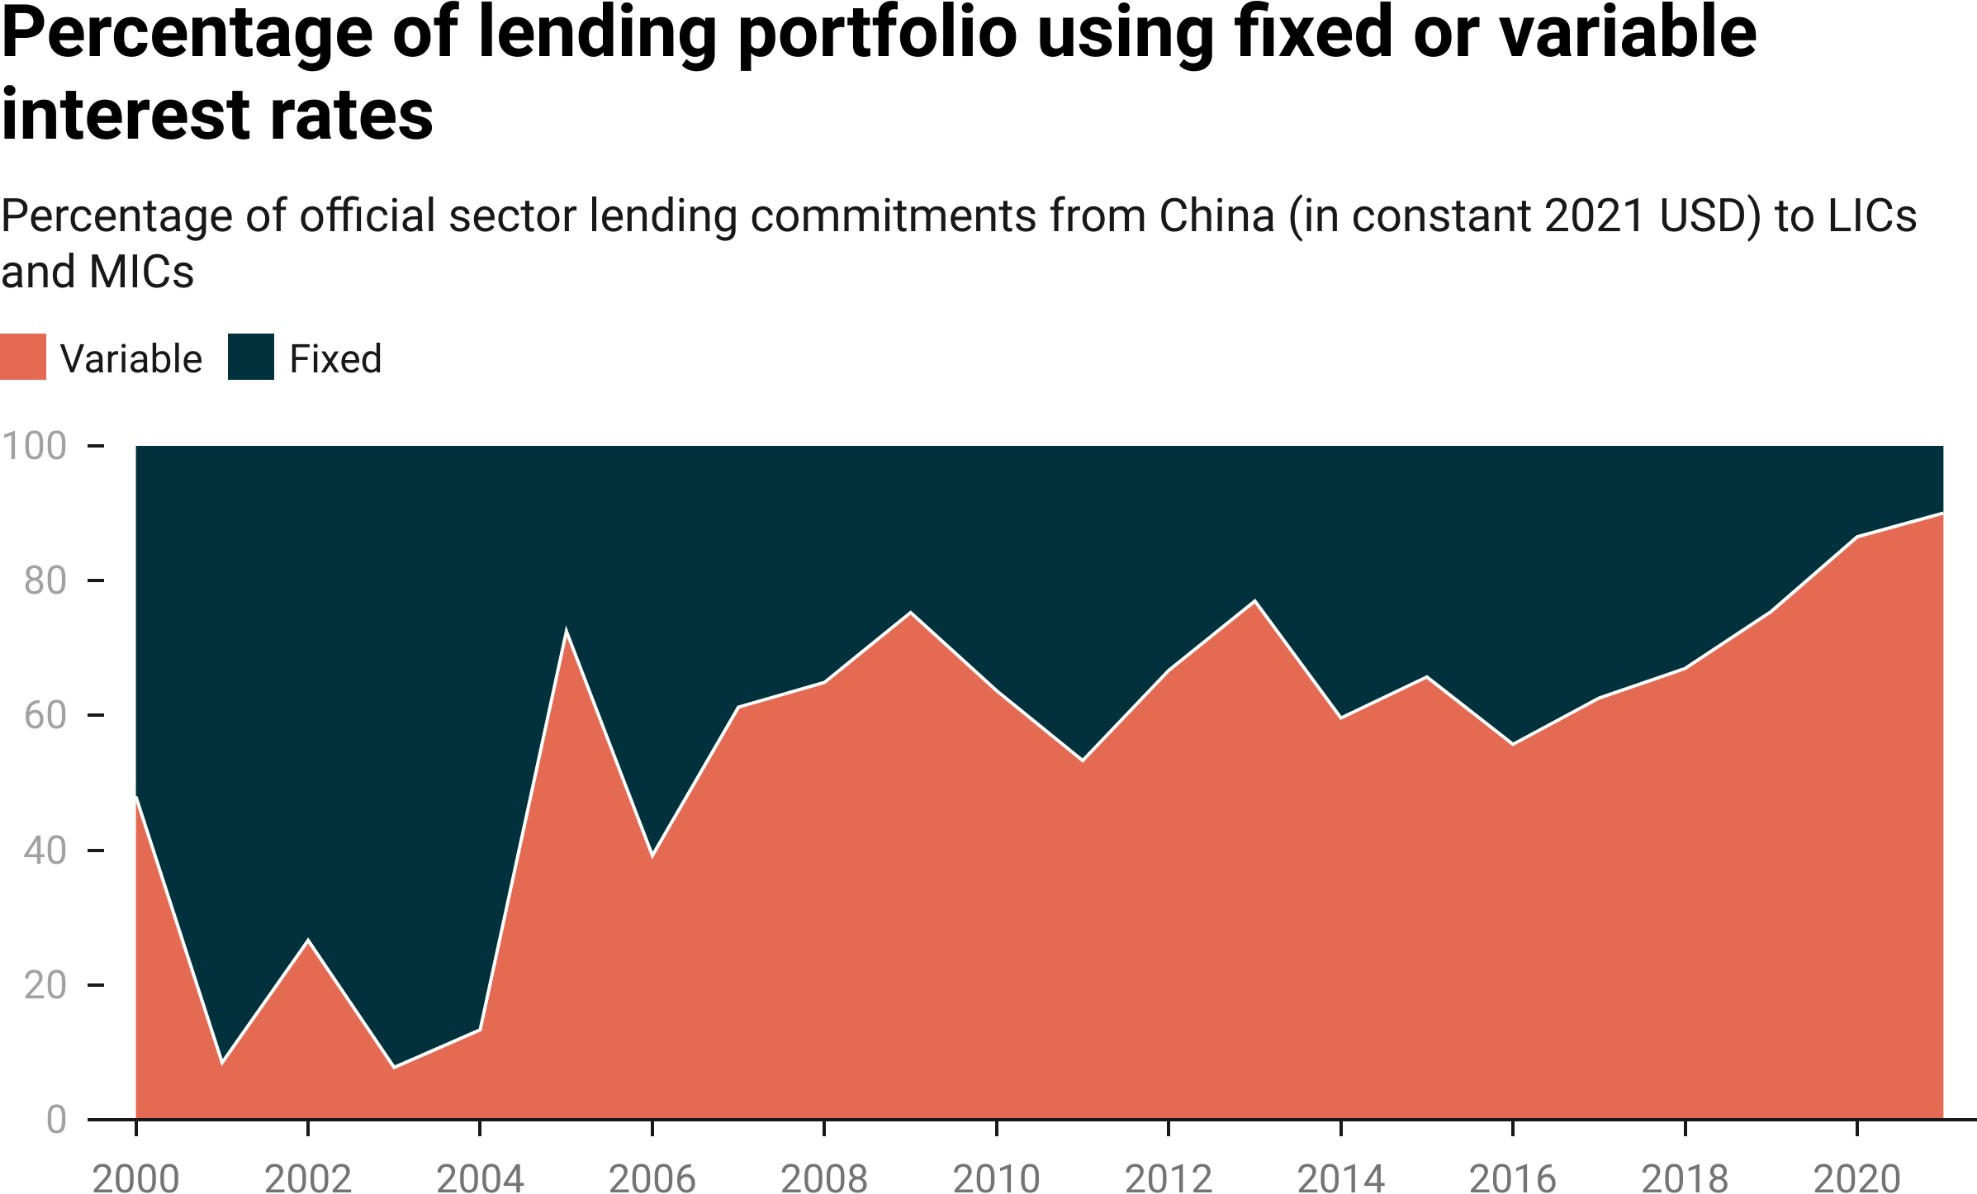 Percentage of lending portfolio using fixed or variable
interest rates
Percentage of official sector lending commitments from China (in constant 2021 USD) to LICs
and MICs
Variable Fixed
100
80
60
40
20
0
2000 2002 2004 2006 2008 2010 2012 2014 2016 2018 2020